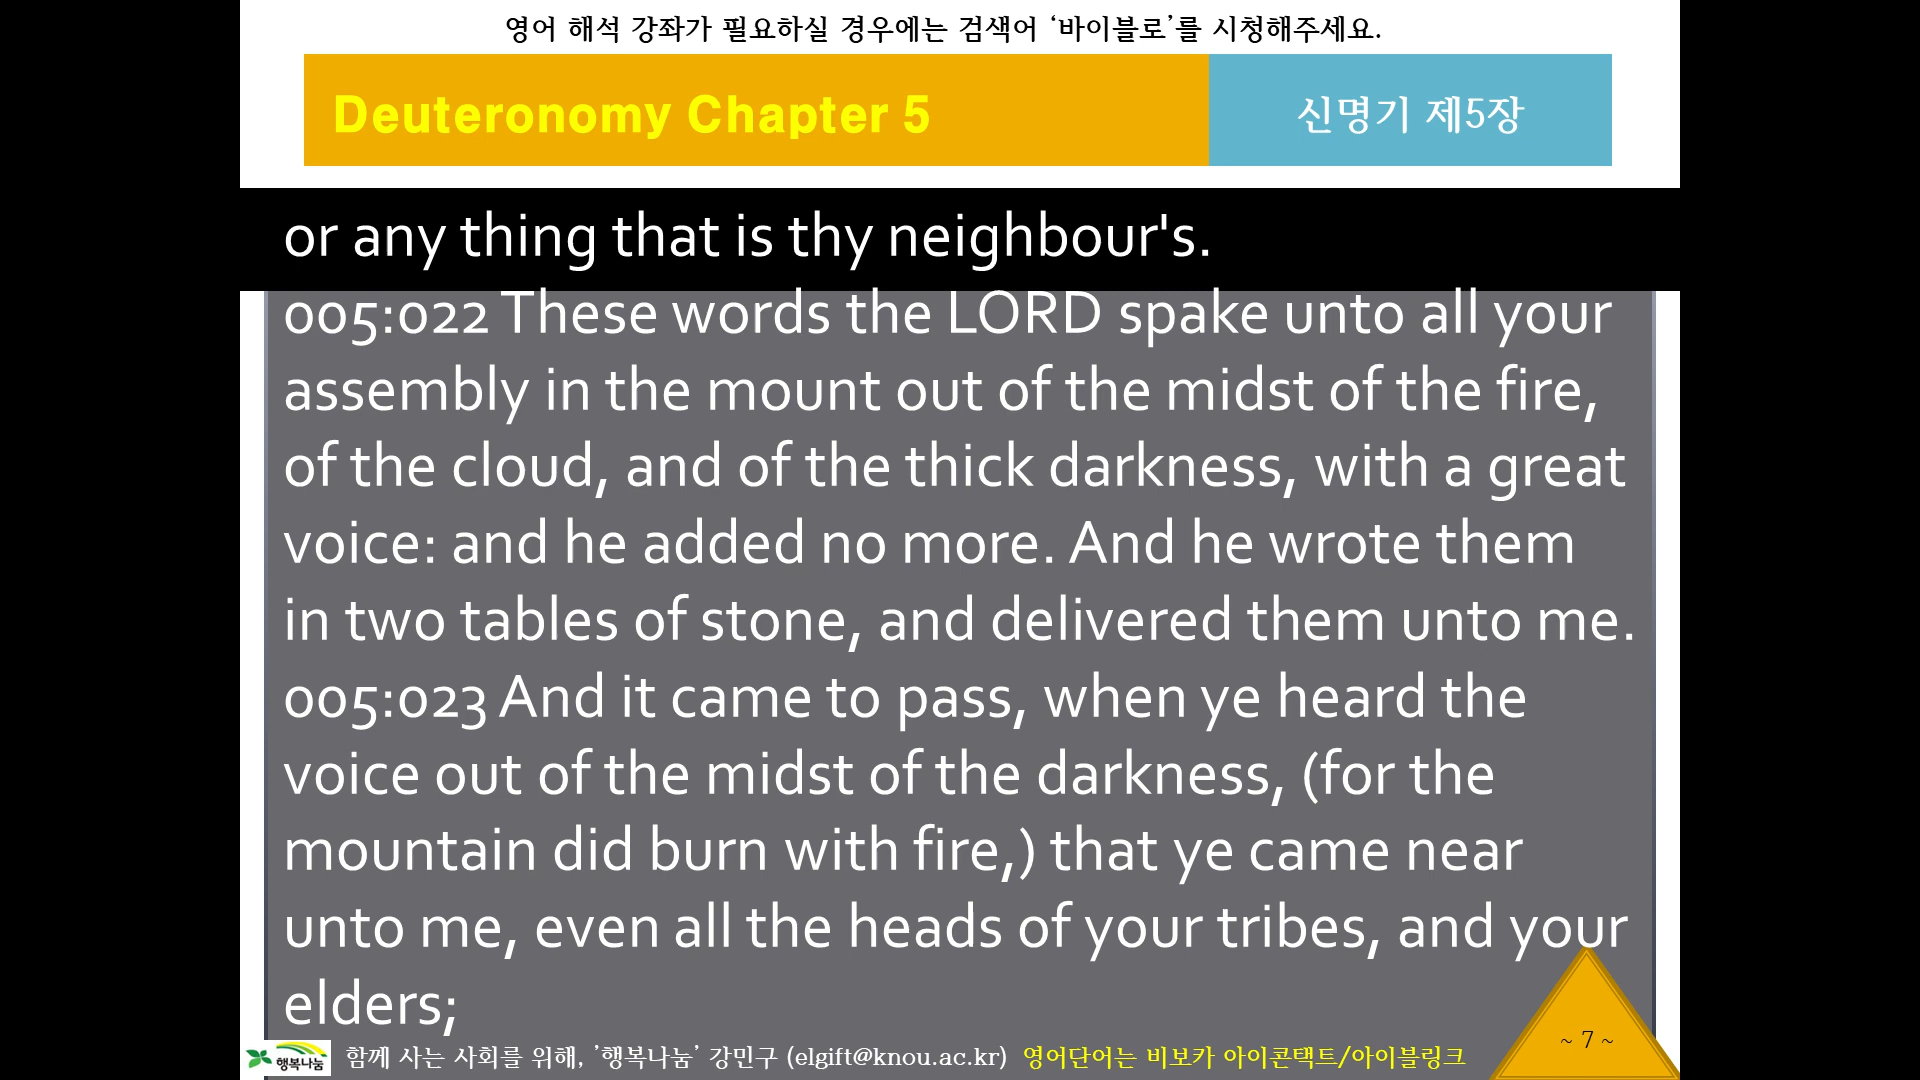 영어 해석 강좌가 필요하실 경우에는 검색어 ‘바이블로’를 시청해주세요.
Deuteronomy Chapter 5
신명기 제5장
or any thing that is thy neighbour's.
005:022 These words the LORD spake unto all your
assembly in the mount out of the midst of the fire,
of the cloud, and of the thick darkness, with a great
voice: and he added no more. And he wrote them
in two tables of stone, and delivered them unto me.
005:023 And it came to pass, when ye heard the
voice out of the midst of the darkness, (for the
mountain did burn with fire,) that ye came near
unto me, even all the heads of your tribes, and your
elders;
~ 7 ~
행복나눔
함께 사는 사회를 위해, ’행복나눔’ 강민구 (elgift@knou.ac.kr) 영어단어는 비보카 아이콘택트/아이블링크